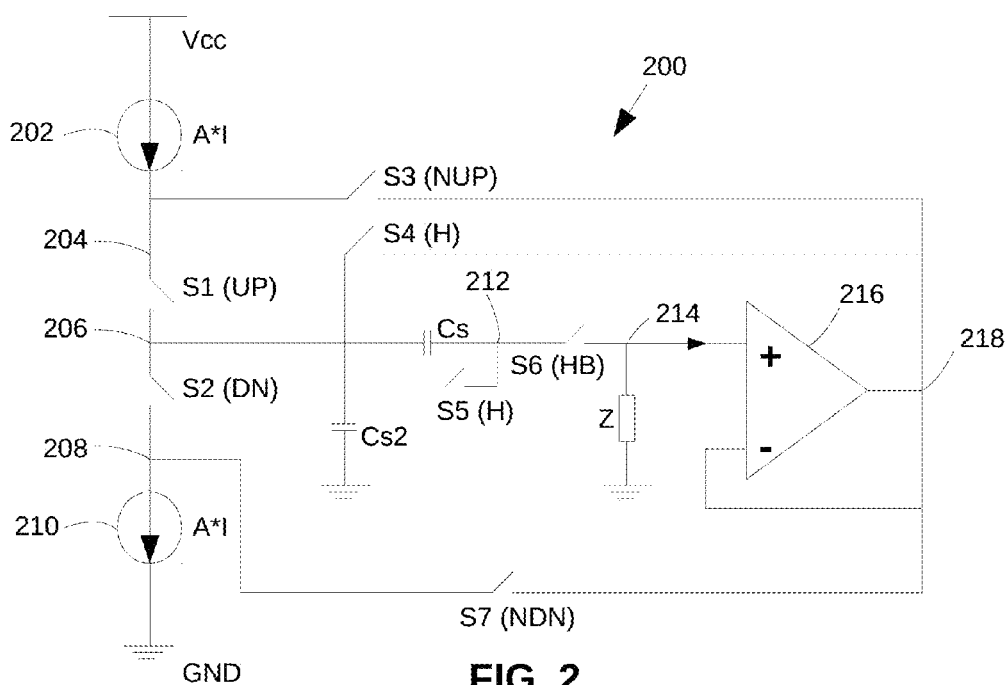 Vcc
200
202
A*I
S3 (NUP)
204
S4 (H)
S1 (UP)
212
216
206
Cs
214
218
S6 (HB)
+
S2 (DN)
S5 (H)
Z
208
Cs2
-
210
A*I
S7 (NDN)
GND
FIG. 2